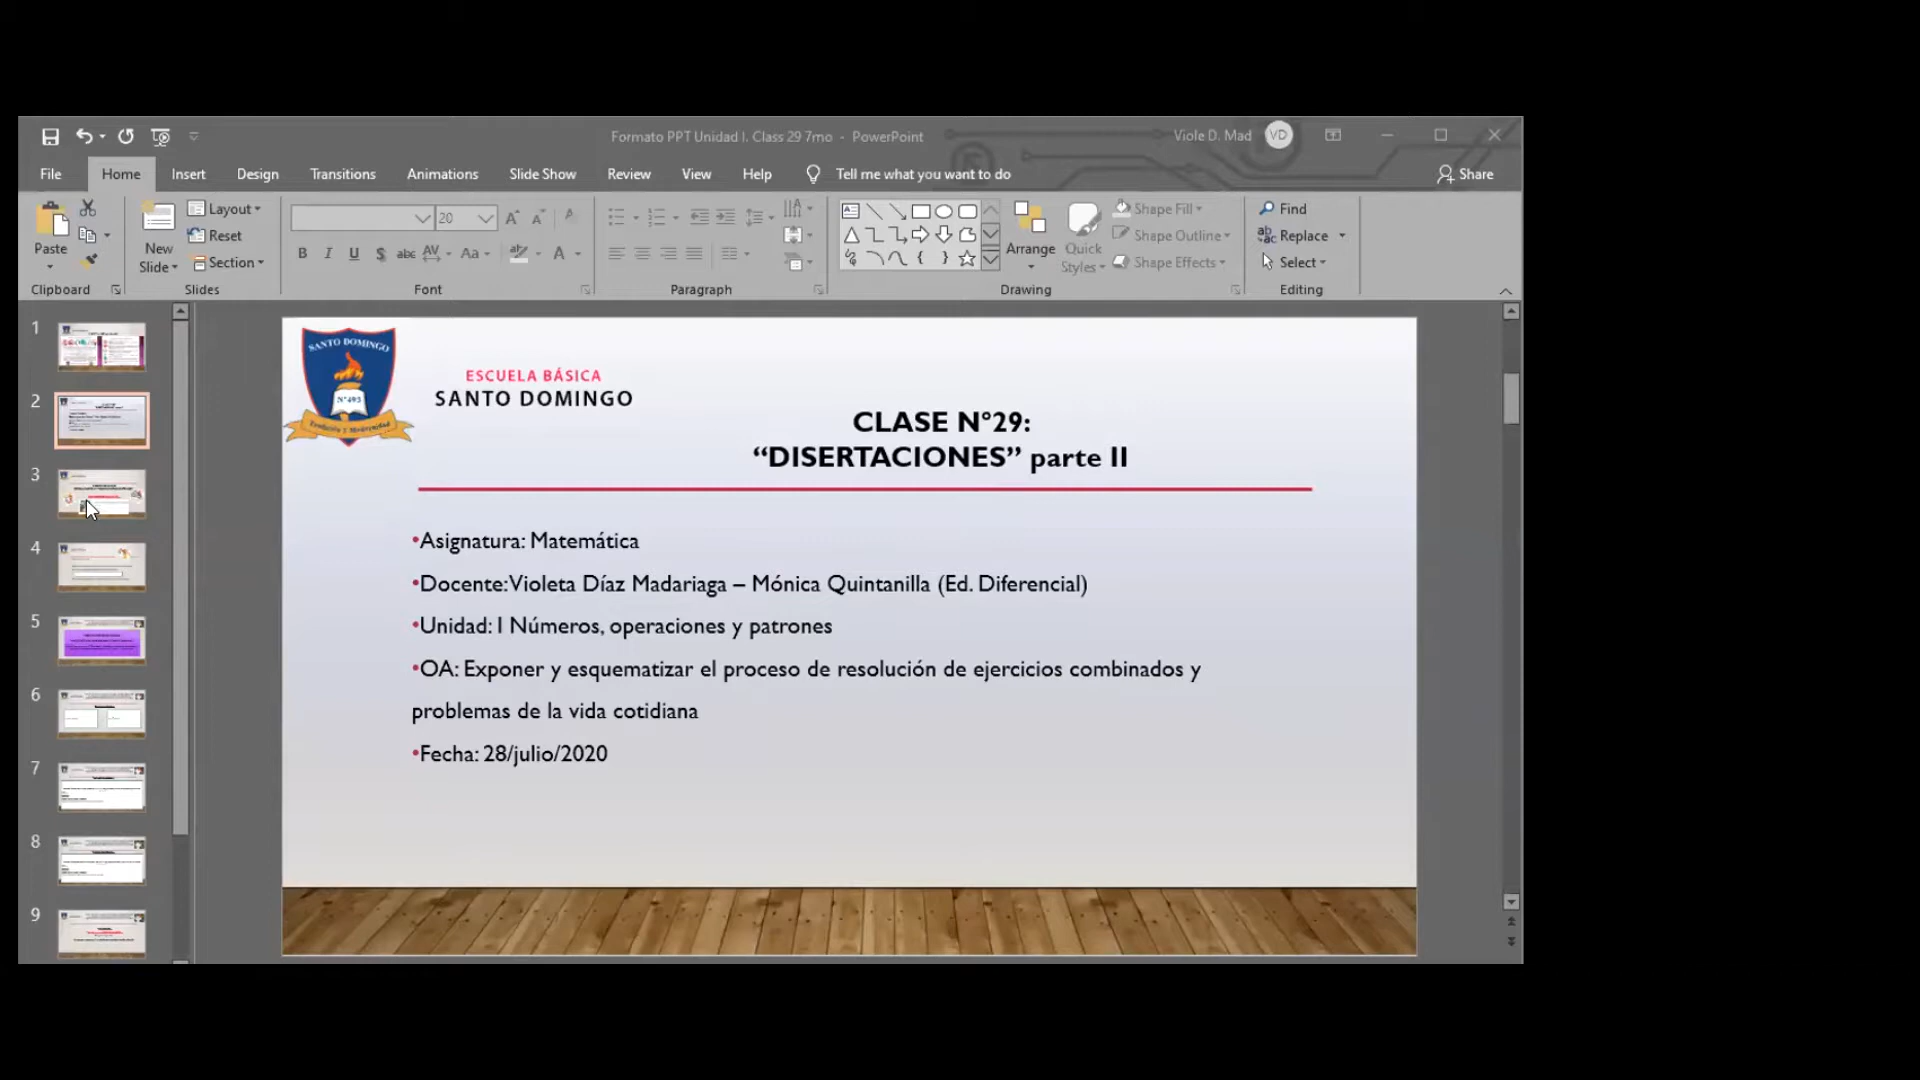 Formato PPT Unidad I. Class 29 7mo - PowerPoint
Viole D. Mad
VD
File
Home
Insert
Design
Transitions
Animations
Slide Show
Review
View
Help
Tell me what you want to do
Share
Paste
New
Slide
Layout
Reset
Section
20
B I U S abc AV Aa A
Arrange
Quick
Styles
Shape Fill
Shape Outline
Shape Effects
Find
Replace
Select
Clipboard
Slides
Font
Paragraph
Drawing
Editing
1
2
3
4
5
6
7
8
9
SANTO DOMINGO
N°493
ESCUELA BÁSICA
SANTO DOMINGO
CLASE N°29:
“DISERTACIONES” parte II
•Asignatura: Matemática
•Docente:Violeta Díaz Madariaga – Mónica Quintanilla (Ed. Diferencial)
•Unidad: I Números, operaciones y patrones
•OA: Exponer y esquematizar el proceso de resolución de ejercicios combinados y
problemas de la vida cotidiana
•Fecha: 28/julio/2020